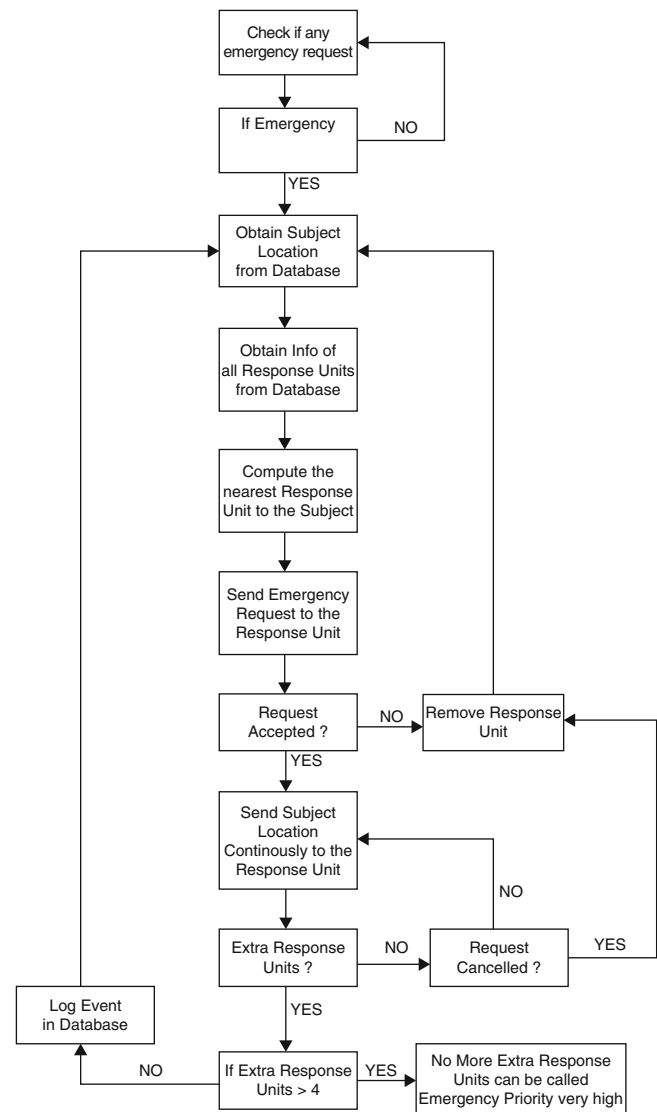 Check if any
emergency request
If Emergency
NO
YES
Obtain Subject
Location
from Database
Obtain Info of
all Response Units
from Database
Compute the
nearest Response
Unit to the Subject
Send Emergency
Request to the
Response Unit
Request
Accepted ?
NO
Remove Response
Unit
YES
Send Subject
Location
Continously to the
Response Unit
NO
Extra Response
Units ?
NO
Request
Cancelled ?
YES
YES
Log Event
in Database
NO
If Extra Response
Units > 4
YES
No More Extra Response
Units can be called
Emergency Priority very high